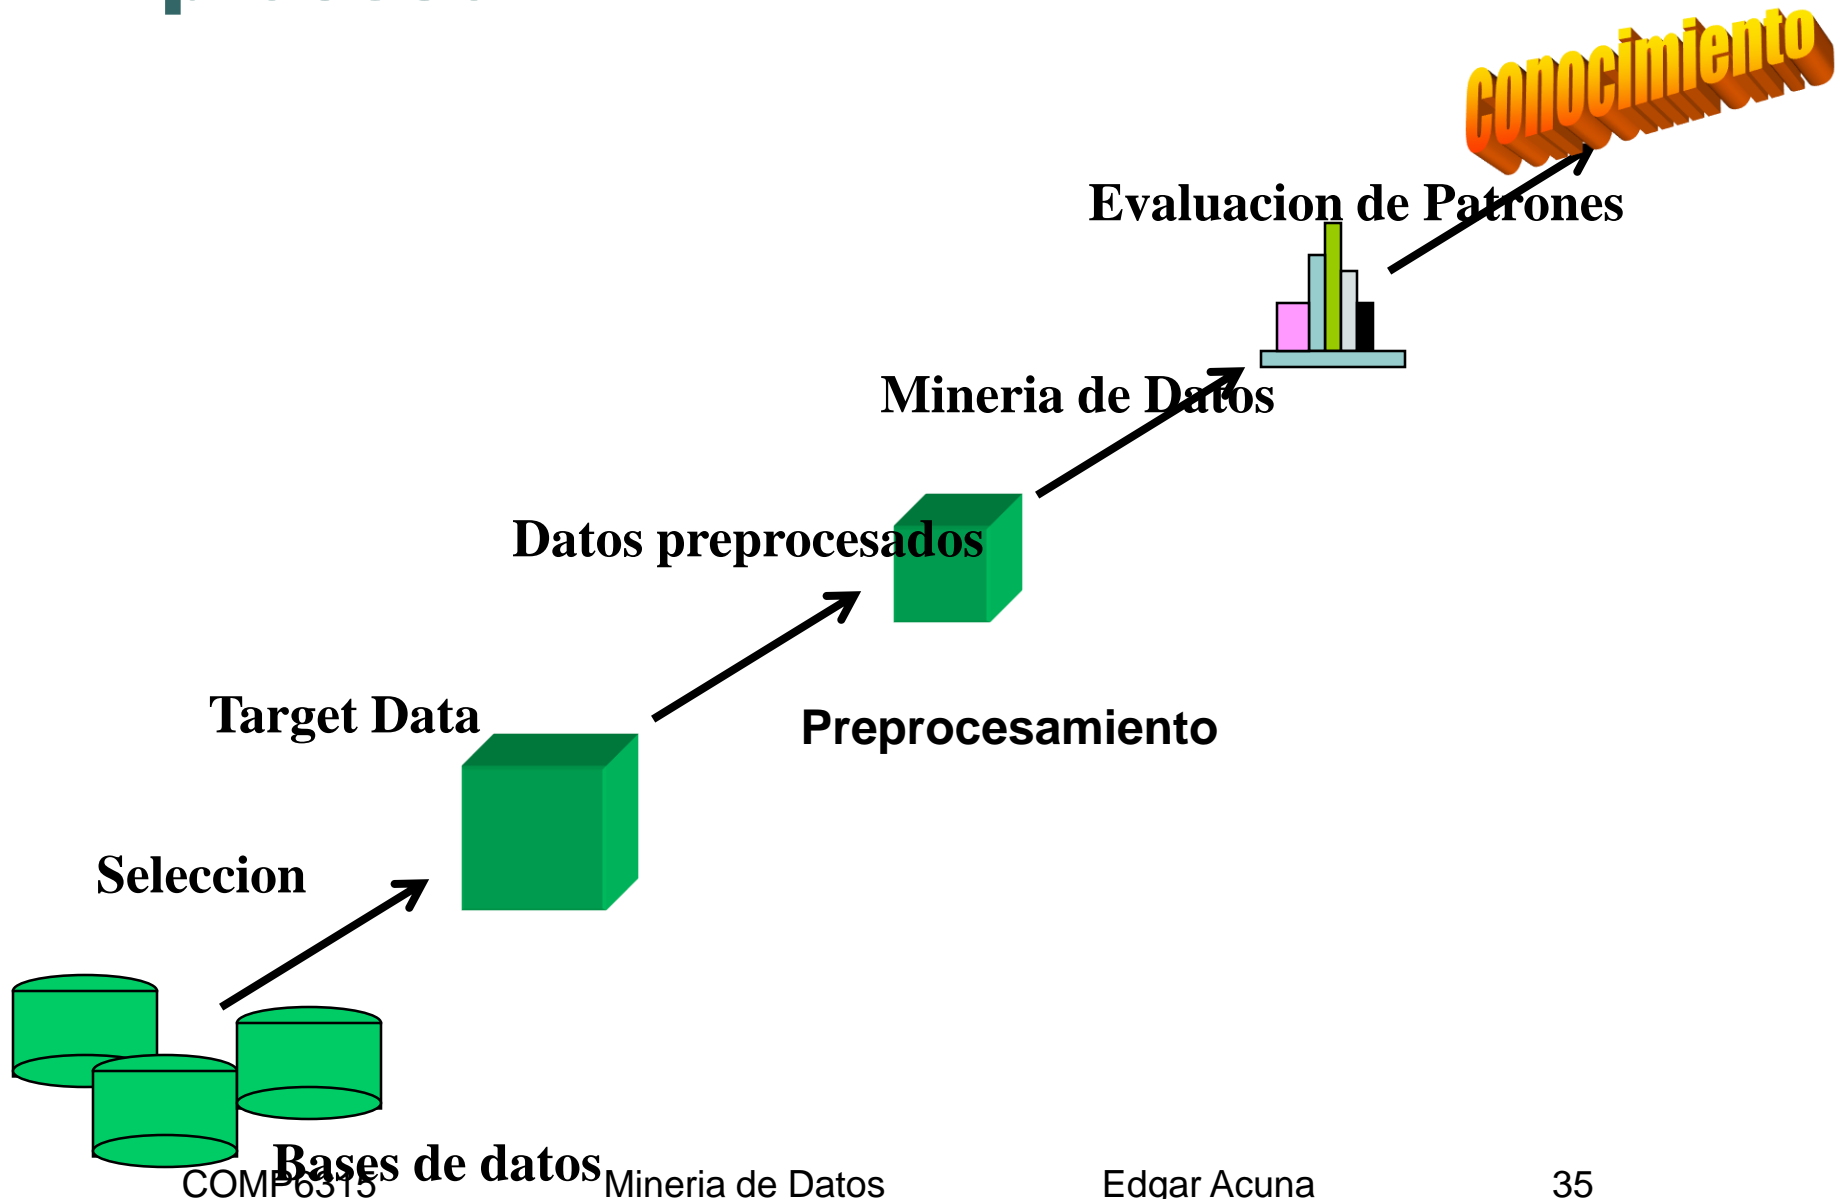 conocimiento
Evaluacion de Patrones
Mineria de Datos
Datos preprocesados
Target Data
Preprocesamiento
Seleccion
Bases de datos
COMP6315 Mineria de Datos Edgar Acuna 35